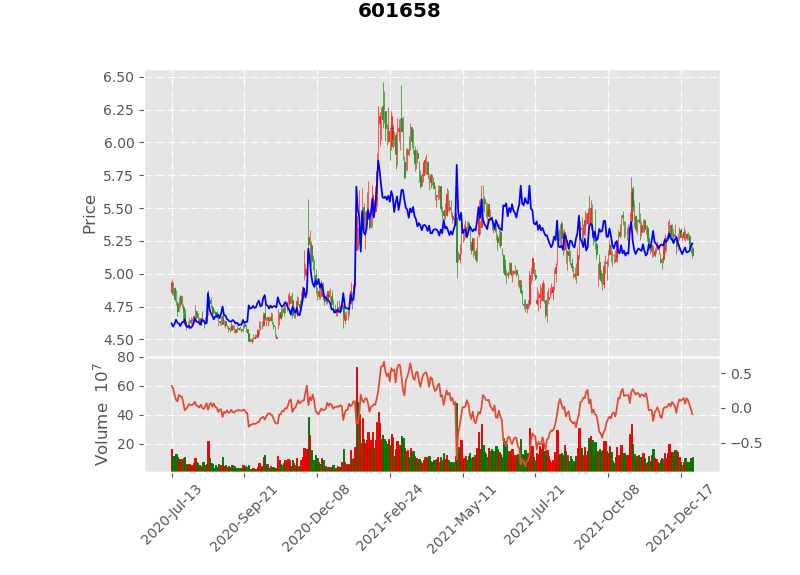 601658
6.50
6.25
6.00
5.75
5.50
5.25
5.00
4.75
4.50
Price
80
60
40
20
Volume 10^7
0.5
0.0
−0.5
2020-Jul-13
2020-Sep-21
2020-Dec-08
2021-Feb-24
2021-May-11
2021-Jul-21
2021-Oct-08
2021-Dec-17